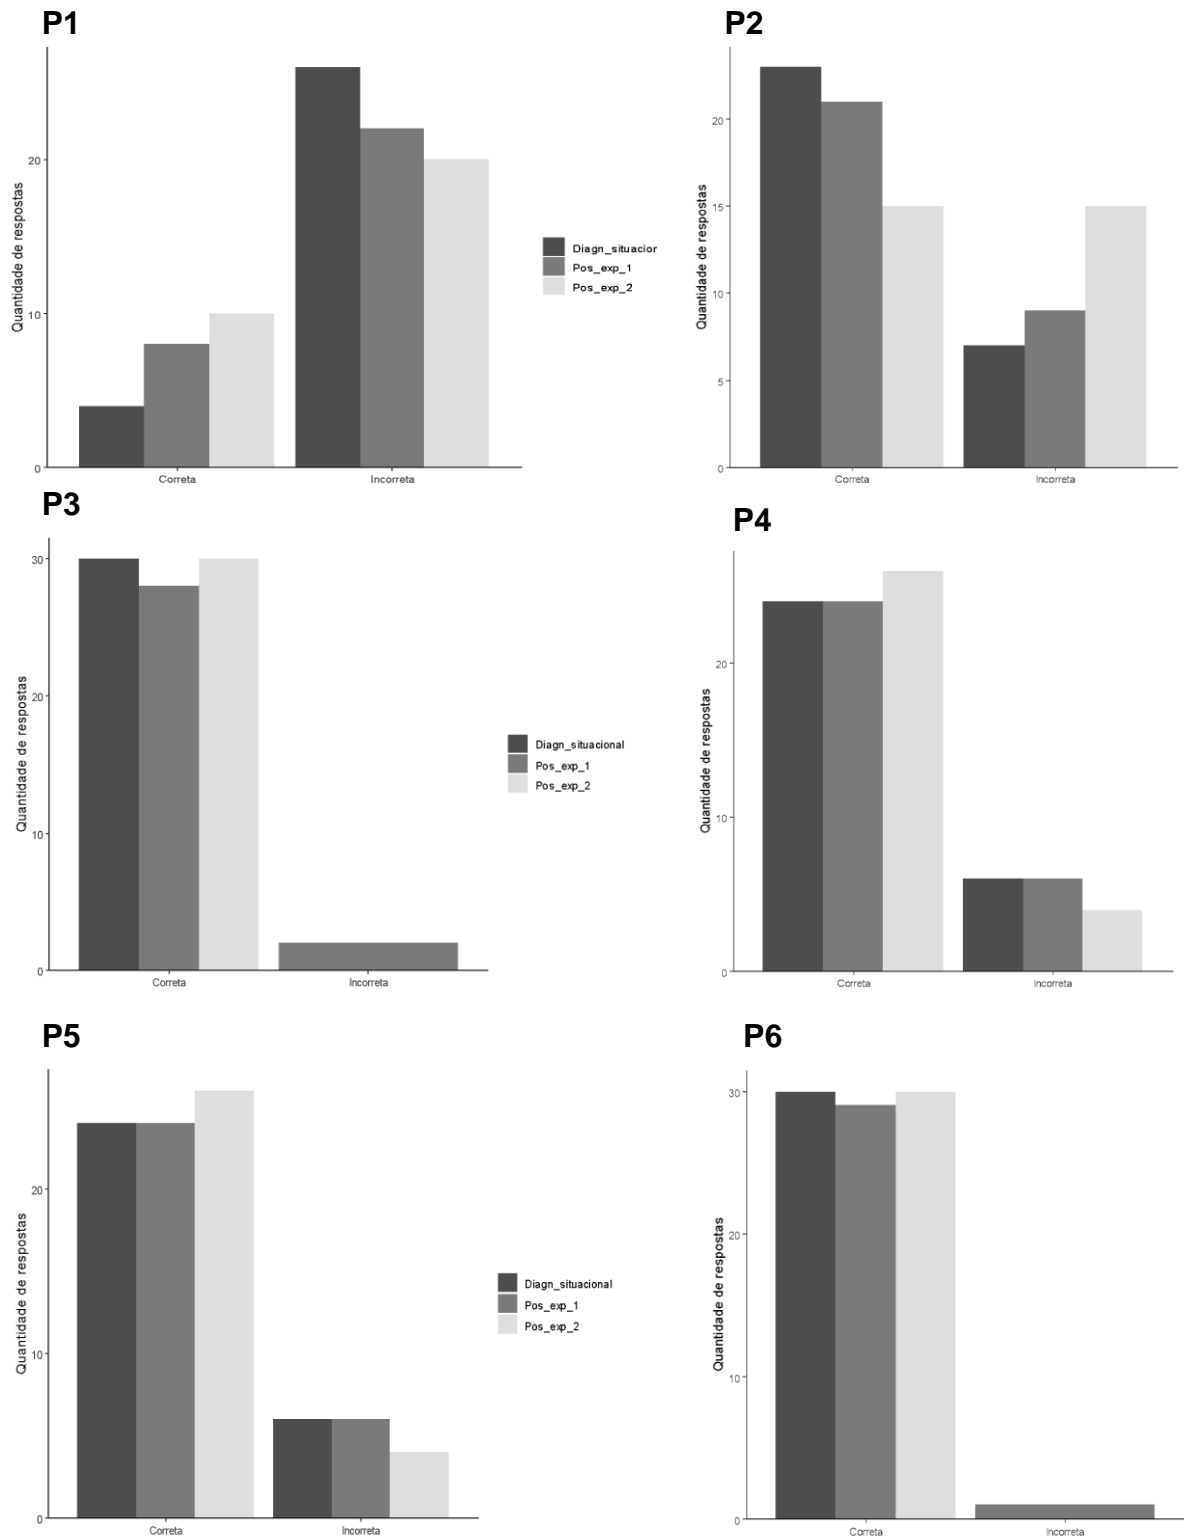 P1
Quantidade de respostas
20
10
0
Correta
Incorreta
Diagn_situacior
Pos_exp_1
Pos_exp_2
P2
Quantidade de respostas
20
15
10
5
0
Correta
Incorreta
P3
Quantidade de respostas
30
20
10
0
Correta
Incorreta
Diagn_situacional
Pos_exp_1
Pos_exp_2
P4
Quantidade de respostas
20
10
0
Correta
Incorreta
P5
Quantidade de respostas
20
10
0
Correta
Incorreta
Diagn_situacional
Pos_exp_1
Pos_exp_2
P6
Quantidade de respostas
30
20
10
0
Correta
Incorreta